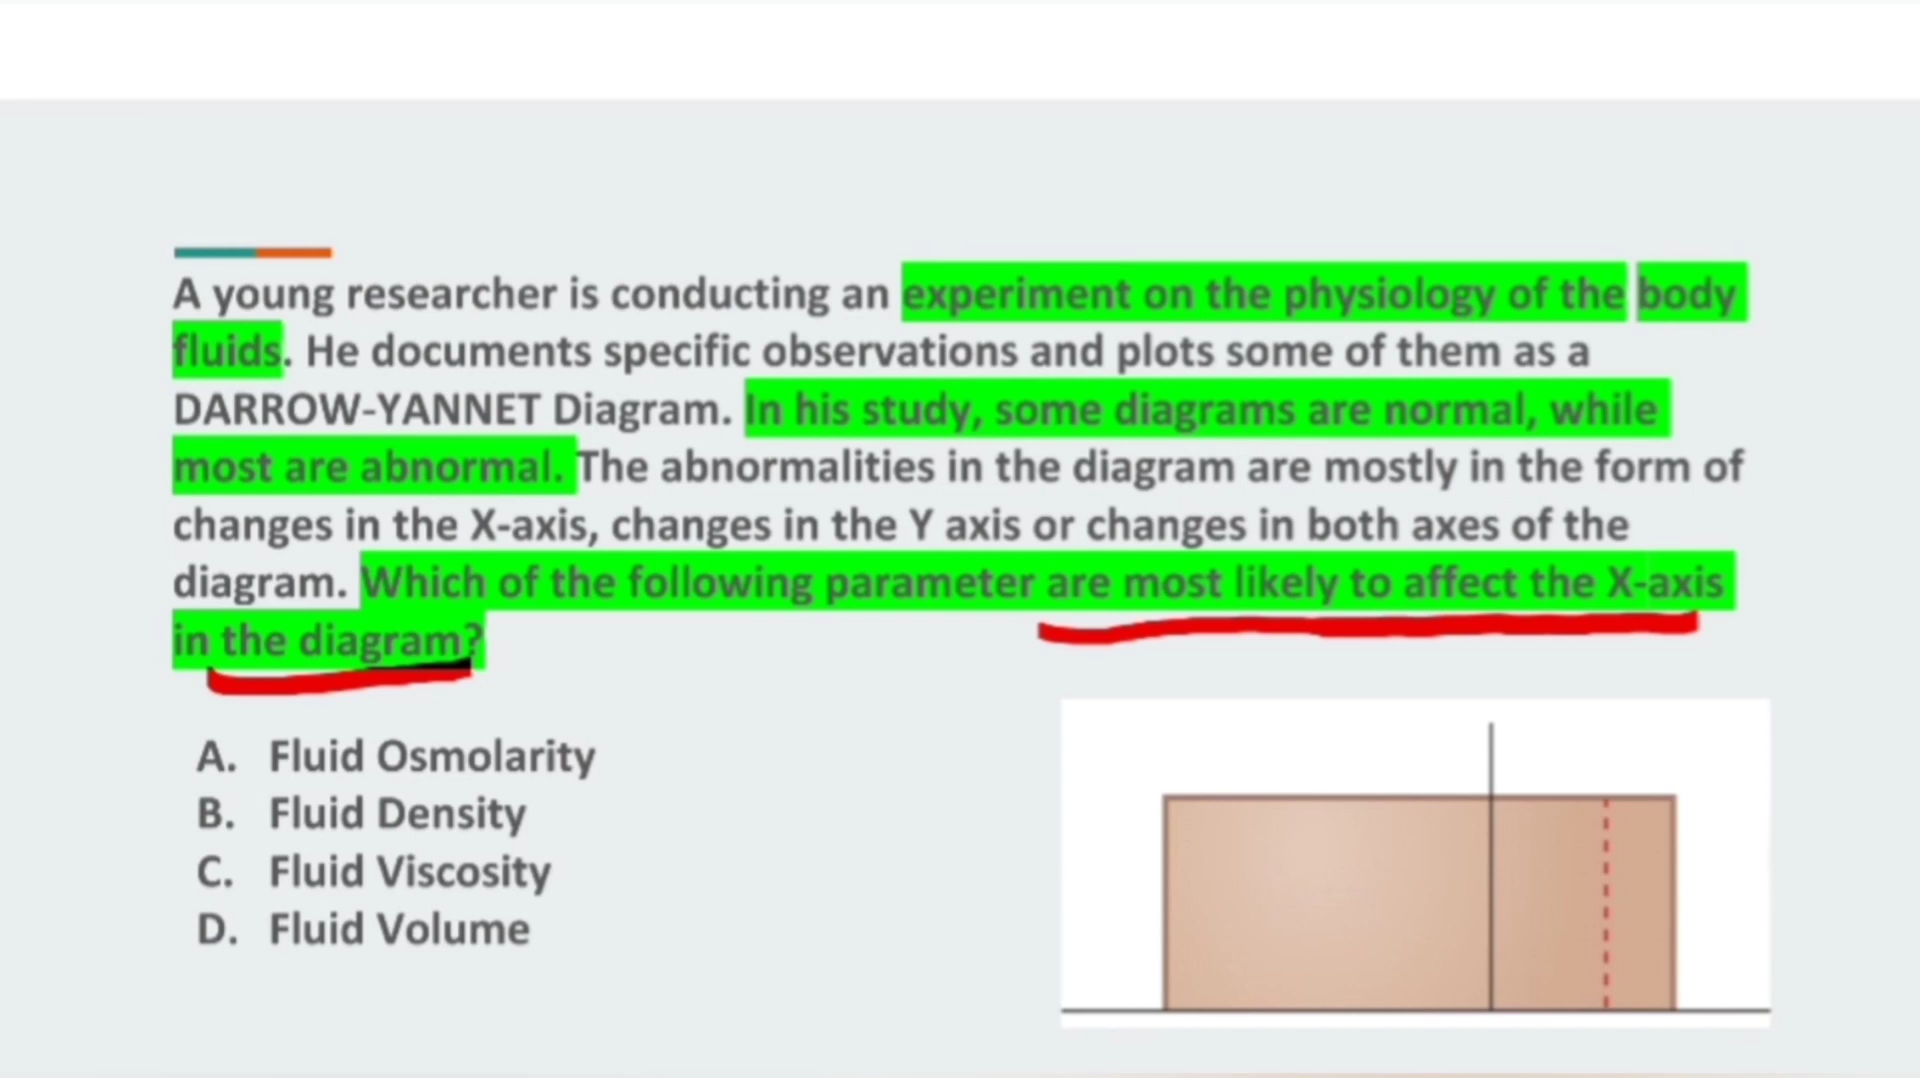 A young researcher is conducting an experiment on the physiology of the body
fluids. He documents specific observations and plots some of them as a
DARROW-YANNET Diagram. In his study, some diagrams are normal, while
most are abnormal. The abnormalities in the diagram are mostly in the form of
changes in the X-axis, changes in the Y axis or changes in both axes of the
diagram. Which of the following parameter are most likely to affect the X-axis
in the diagram?
A. Fluid Osmolarity
B. Fluid Density
C. Fluid Viscosity
D. Fluid Volume